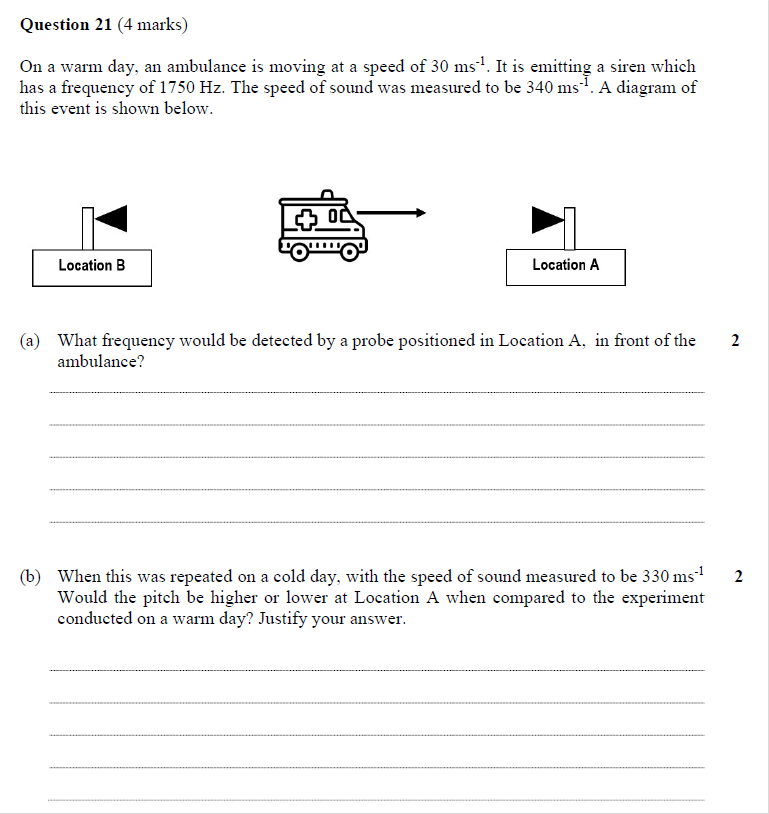 Question 21 (4 marks)
On a warm day, an ambulance is moving at a speed of 30 ms⁻¹. It is emitting a siren which
has a frequency of 1750 Hz. The speed of sound was measured to be 340 ms⁻¹. A diagram of
this event is shown below.
Location B
Location A
(a) What frequency would be detected by a probe positioned in Location A, in front of the 2
ambulance?
(b) When this was repeated on a cold day, with the speed of sound measured to be 330 ms⁻¹ 2
Would the pitch be higher or lower at Location A when compared to the experiment
conducted on a warm day? Justify your answer.